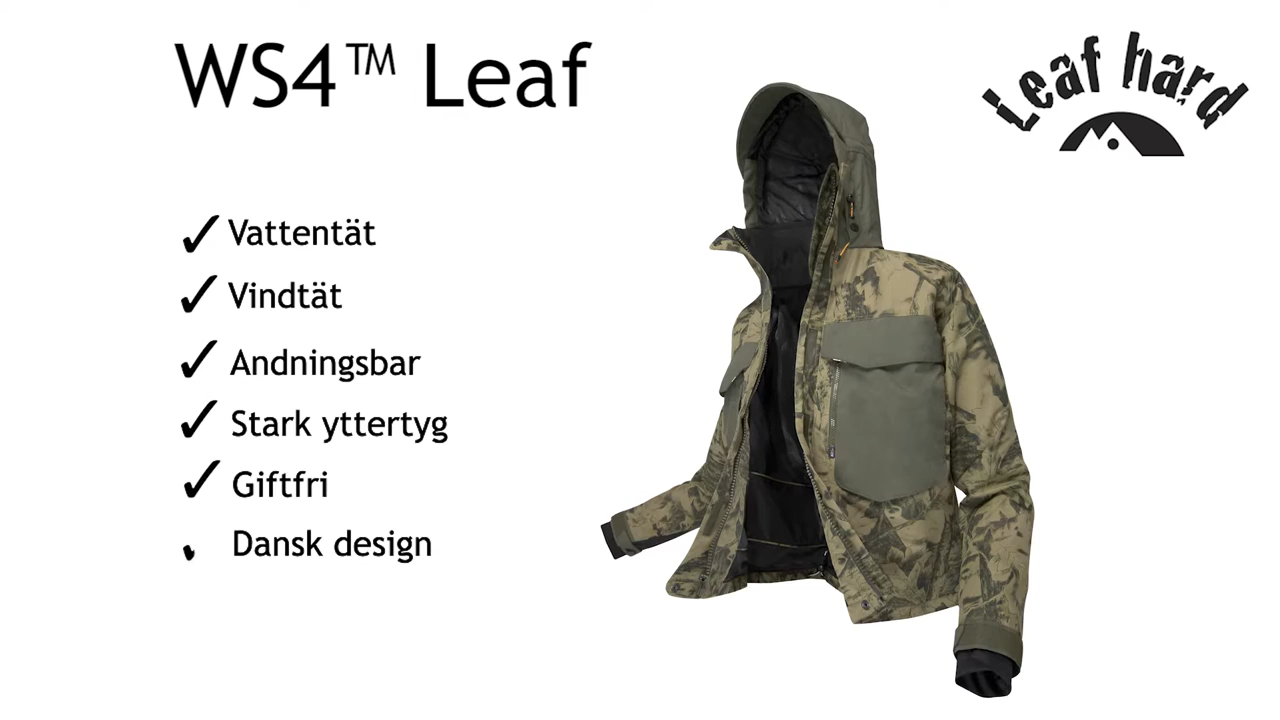 WS4™ Leaf
Leaf hard
Vattentät
Vindtät
Andningsbar
Stark yttertyg
Giftfri
Dansk design